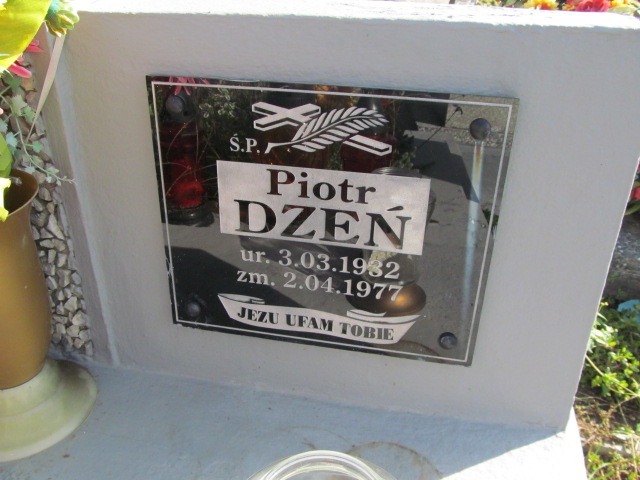 Ś.P.
Piotr
DZEŃ
ur. 3.03.1932
zm. 2.04.1977
JEZU UFAM TOBIE